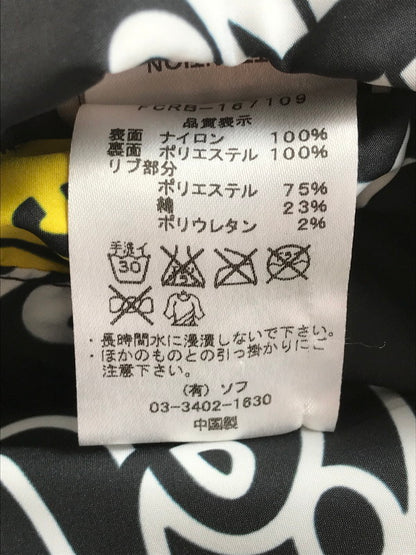 FCRB-167109
品質表示
表面 ナイロン 100%
裏面 ポリエステル 100%
リブ部分
ポリエステル 75%
綿 23%
ポリウレタン 2%
手洗イ
30
・長時間水に浸漬しないで下さい。
・ほかのものとの引っ掛かりにご
注意下さい。
(有)ソフ
03-3402-1630
中国製